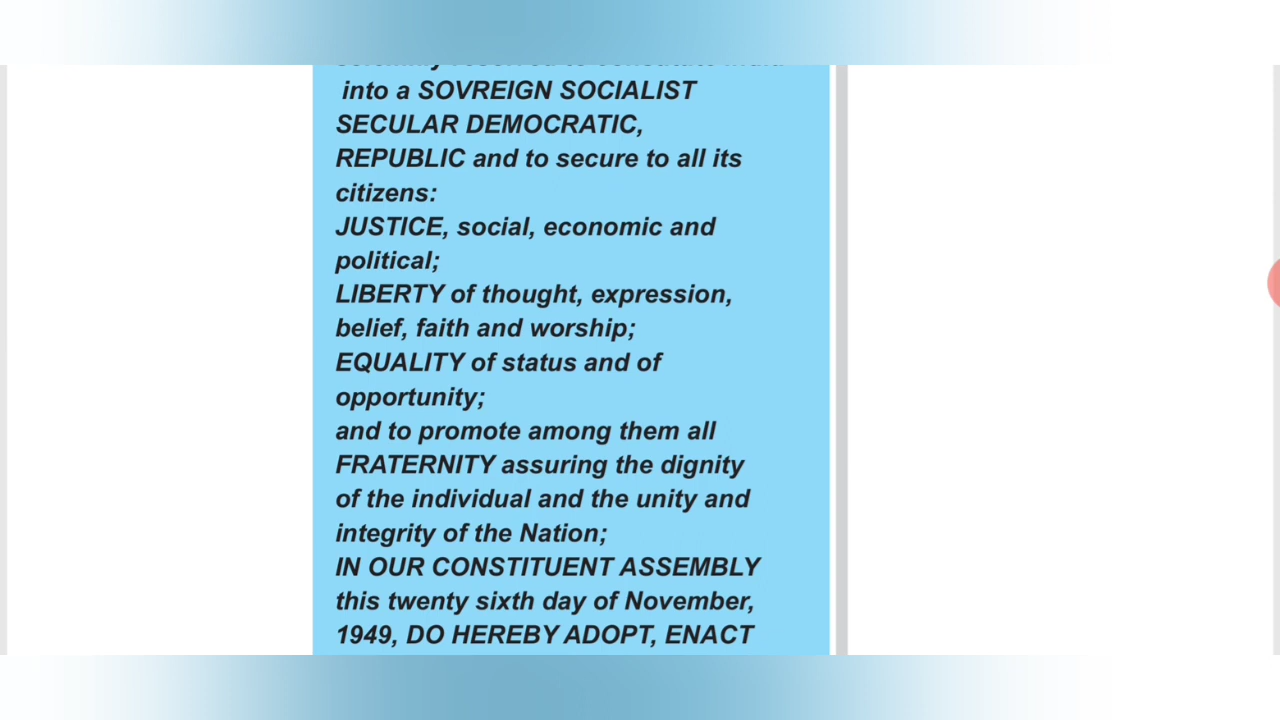 into a SOVREIGN SOCIALIST
SECULAR DEMOCRATIC,
REPUBLIC and to secure to all its
citizens:
JUSTICE, social, economic and
political;
LIBERTY of thought, expression,
belief, faith and worship;
EQUALITY of status and of
opportunity;
and to promote among them all
FRATERNITY assuring the dignity
of the individual and the unity and
integrity of the Nation;
IN OUR CONSTITUENT ASSEMBLY
this twenty sixth day of November,
1949, DO HEREBY ADOPT, ENACT